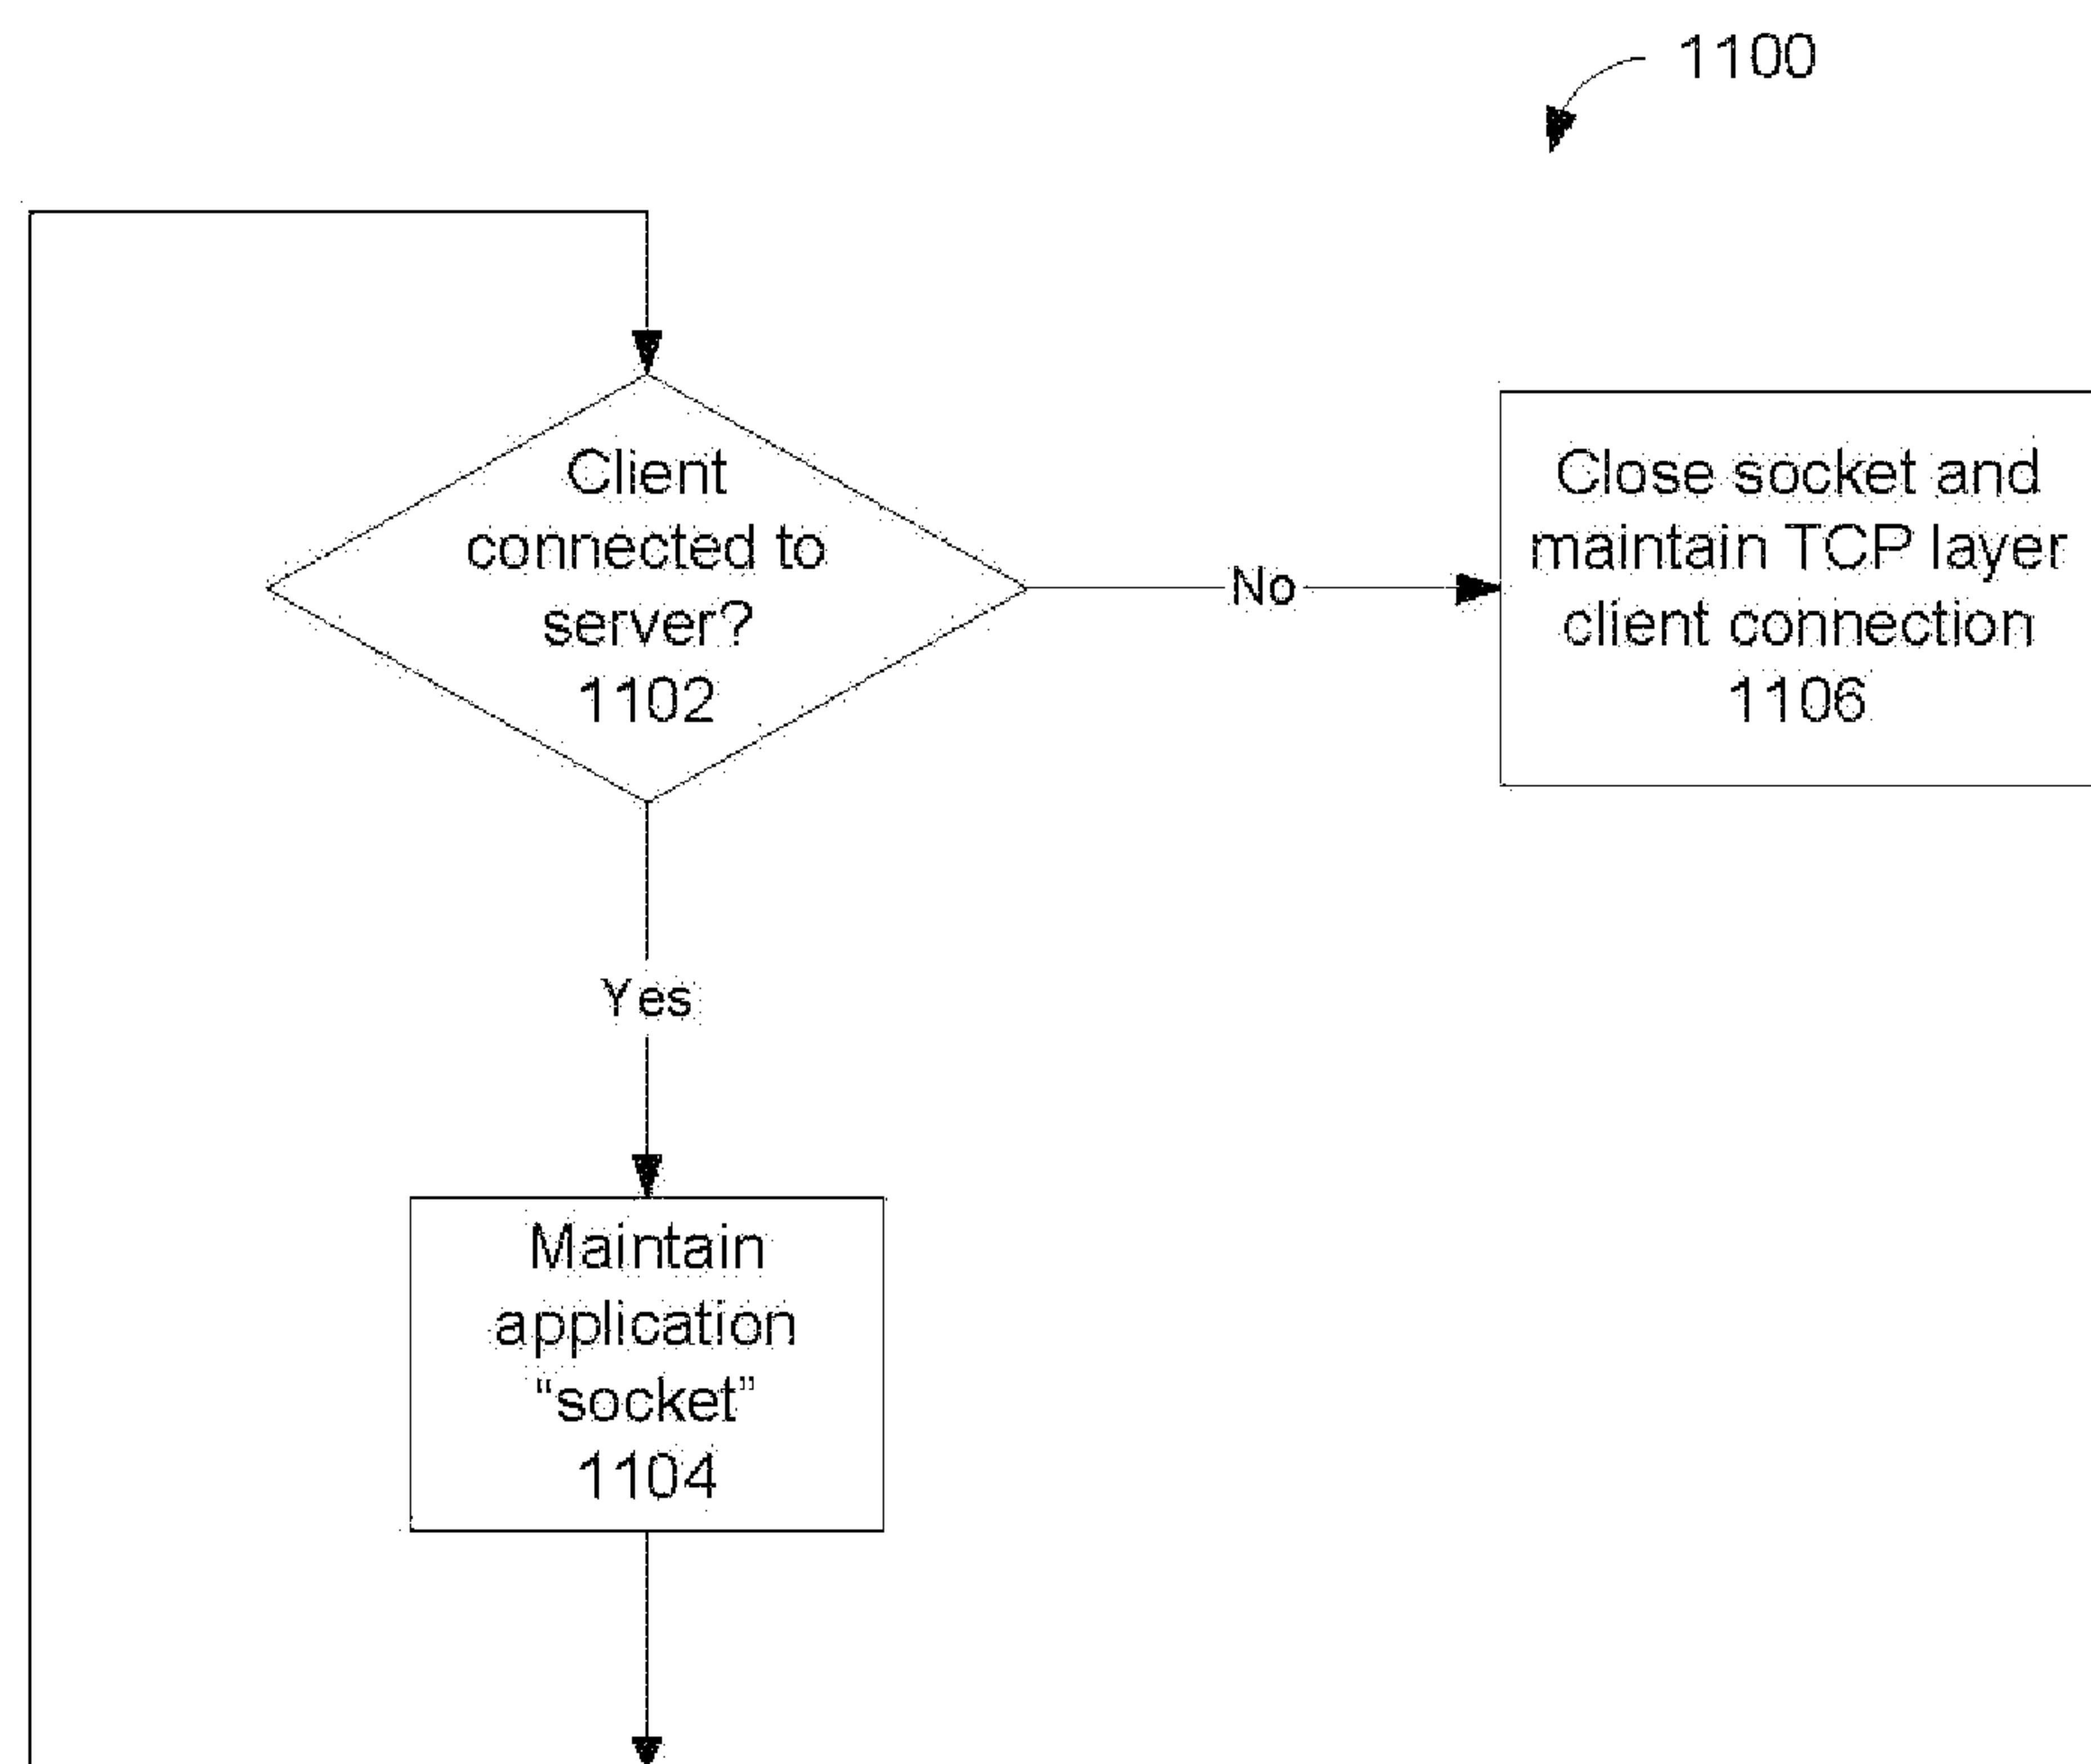 1100
Client
connected to
server?
1102
No
Close socket and
maintain TCP layer
client connection
1106
Yes
Maintain
application
“socket”
1104